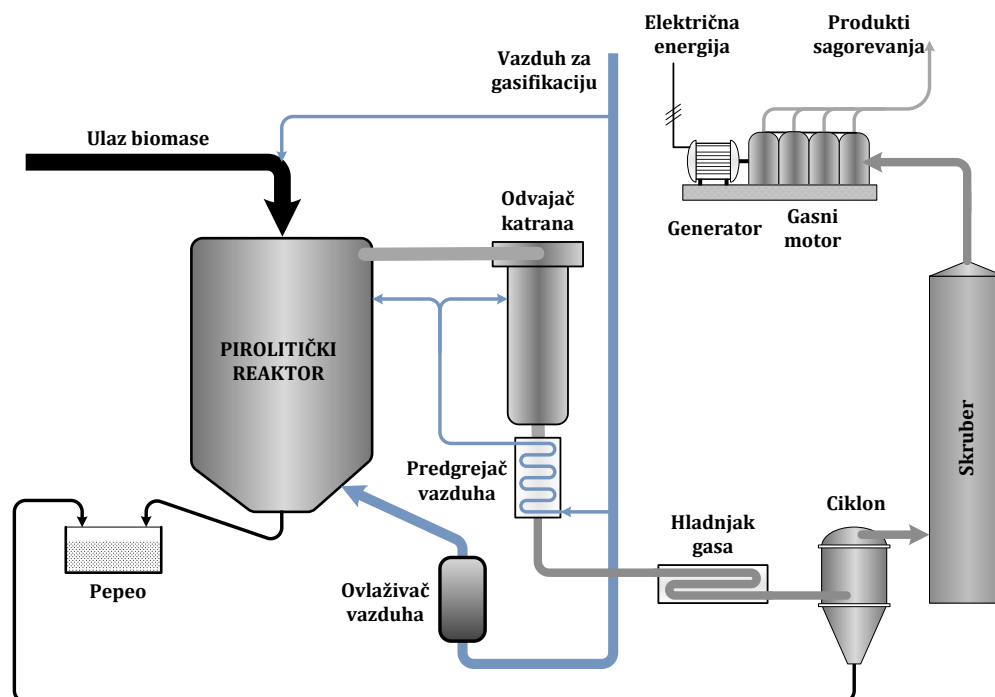 Električna
energija
Produkti
sagorevanja
Vazduh za
gasifikaciju
Ulaz biomase
Odvajač
katrana
Generator
Gasni
motor
PIROLITIČKI
REAKTOR
Skruber
Predgrejač
vazduha
Ciklon
Hladnjak
gasa
Pepeo
Ovlaživač
vazduha